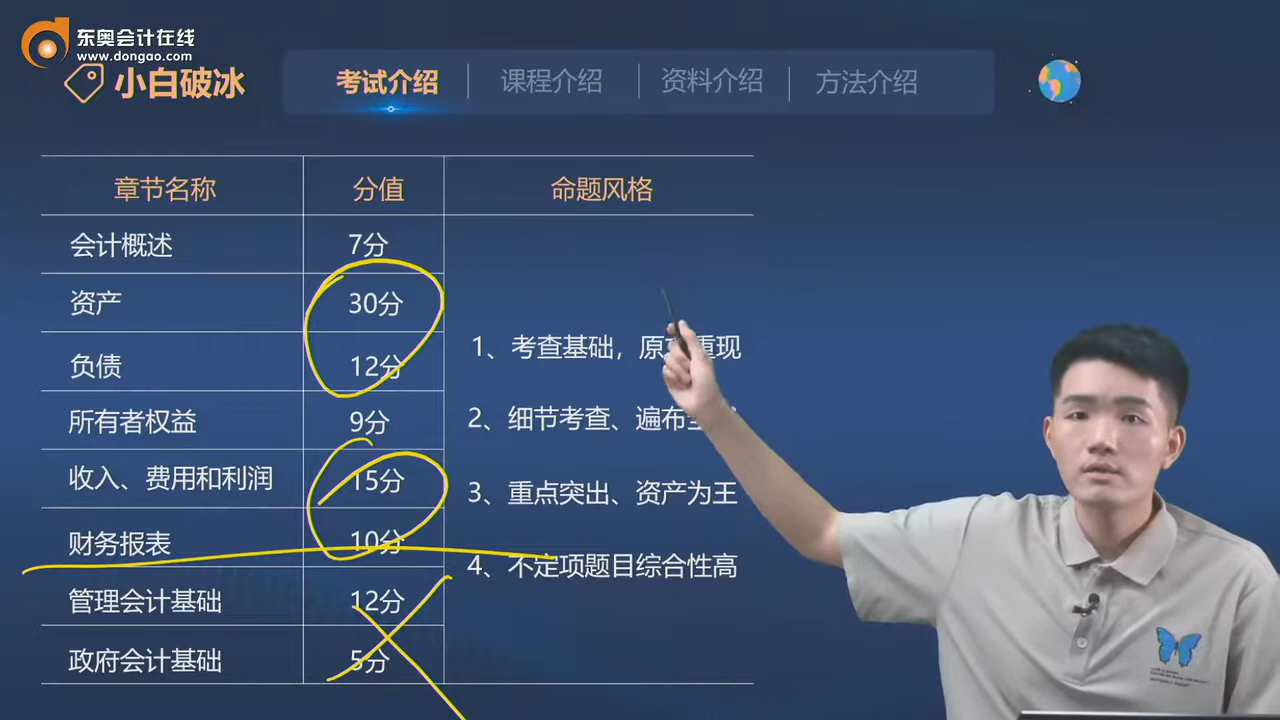 东奥会计在线
www.dongao.com
小白破冰
考试介绍 课程介绍 资料介绍 方法介绍
章节名称 分值 命题风格
会计概述 7分
资产 30分
负债 12分
所有者权益 9分
收入、费用和利润 15分
财务报表 10分
管理会计基础 12分
政府会计基础 5分
1、考查基础，原 重现
2、细节考查、遍布
3、重点突出、资产为王
4、不定项题目综合性高